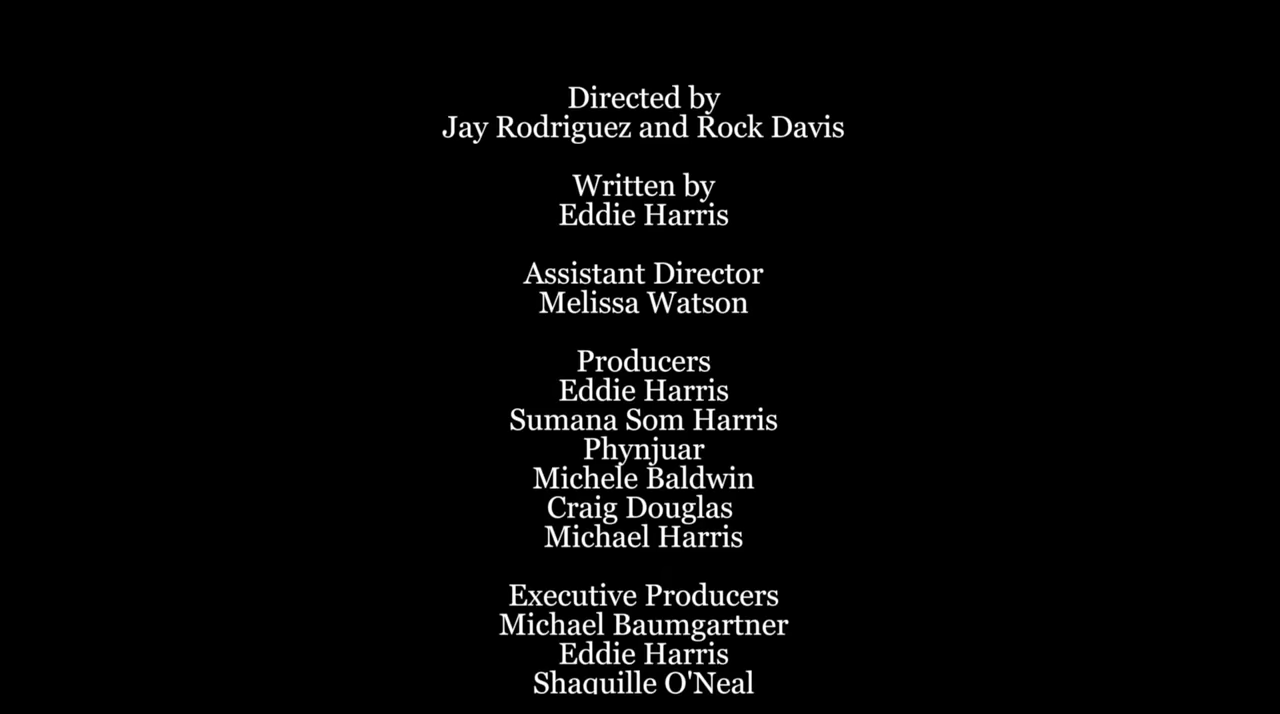 Directed by
Jay Rodriguez and Rock Davis
Written by
Eddie Harris
Assistant Director
Melissa Watson
Producers
Eddie Harris
Sumana Som Harris
Phynjuar
Michele Baldwin
Craig Douglas
Michael Harris
Executive Producers
Michael Baumgartner
Eddie Harris
Shaquille O'Neal